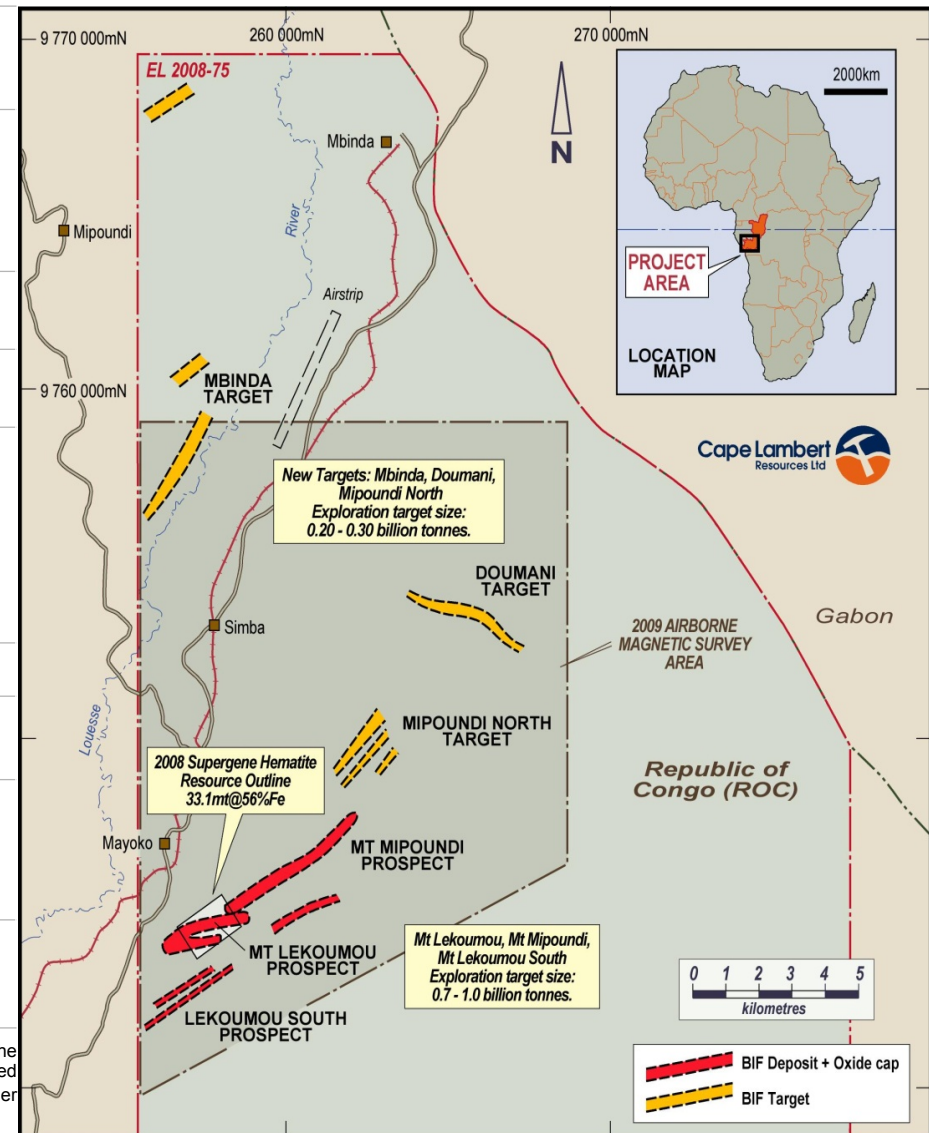 260 000mN
270 000mN
9 770 000mN
EL 2008-75
2000km
Mbinda
N
Mipoundi
River
PROJECT
AREA
LOCATION
MAP
Airstrip
MBINDA
TARGET
9 760 000mN
Cape Lambert
Resources Ltd
New Targets: Mbinda, Doumani,
Mipoundi North
Exploration target size:
0.20 - 0.30 billion tonnes.
DOUMANI
TARGET
Gabon
Simba
2009 AIRBORNE
MAGNETIC SURVEY
AREA
Louesse
MIPOUNDI NORTH
TARGET
2008 Supergene Hematite
Resource Outline
33.1mt@56%Fe
Republic of
Congo (ROC)
Mayoko
MT MIPOUNDI
PROSPECT
Mt Lekoumou, Mt Mipoundi,
Mt Lekoumou South
Exploration target size:
0.7 - 1.0 billion tonnes.
MT LEKOUMOU
PROSPECT
LEKOUMOU SOUTH
PROSPECT
0 1 2 3 4 5
kilometres
BIF Deposit + Oxide cap
BIF Target